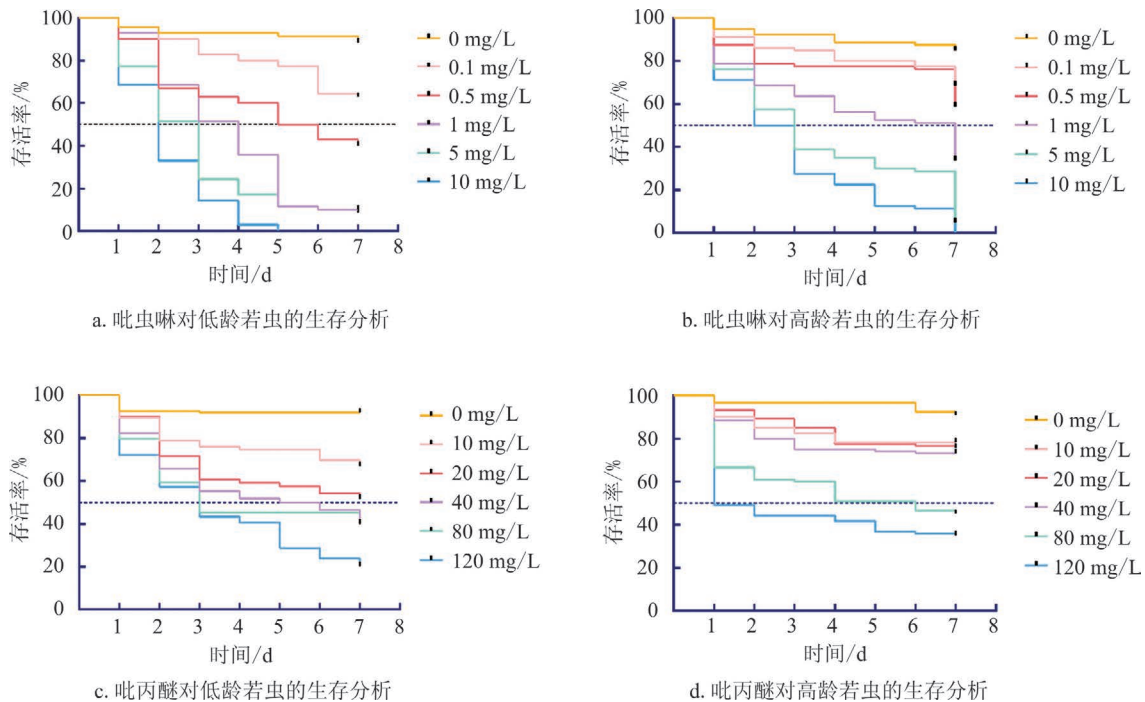 100
80
60
40
20
0
存活率/%
1 2 3 4 5 6 7 8
时间/d
0 mg/L
0.1 mg/L
0.5 mg/L
1 mg/L
5 mg/L
10 mg/L
a. 吡虫啉对低龄若虫的生存分析
100
80
60
40
20
0
存活率/%
1 2 3 4 5 6 7 8
时间/d
0 mg/L
0.1 mg/L
0.5 mg/L
1 mg/L
5 mg/L
10 mg/L
b. 吡虫啉对高龄若虫的生存分析
100
80
60
40
20
0
存活率/%
1 2 3 4 5 6 7 8
时间/d
0 mg/L
10 mg/L
20 mg/L
40 mg/L
80 mg/L
120 mg/L
c. 吡丙醚对低龄若虫的生存分析
100
80
60
40
20
0
存活率/%
1 2 3 4 5 6 7 8
时间/d
0 mg/L
10 mg/L
20 mg/L
40 mg/L
80 mg/L
120 mg/L
d. 吡丙醚对高龄若虫的生存分析